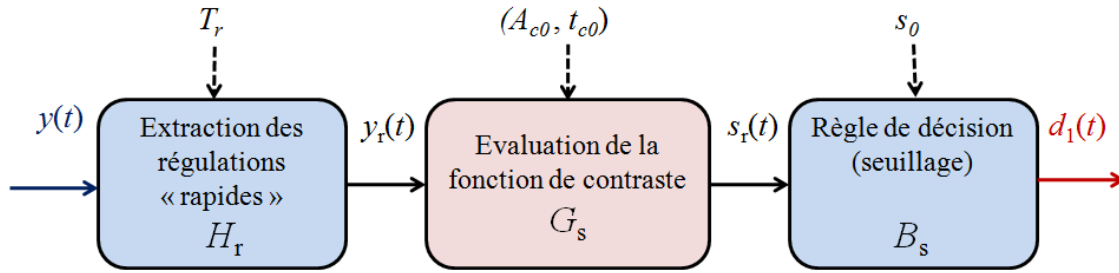 T_r
(A_c0, t_c0)
s_0
y(t)
Extraction des
régulations
« rapides »
H_r
y_r(t)
Evaluation de la
fonction de contraste
G_s
s_r(t)
Règle de décision
(seuillage)
B_s
d_1(t)